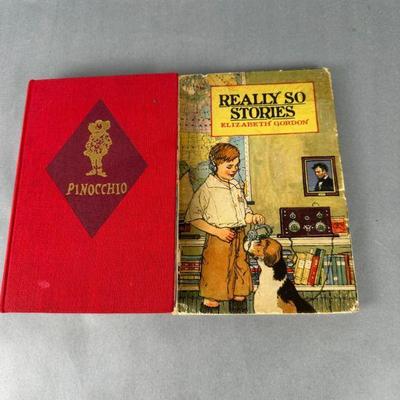 PINOCCHIO
REALLY SO
STORIES
ELIZABETH GORDON